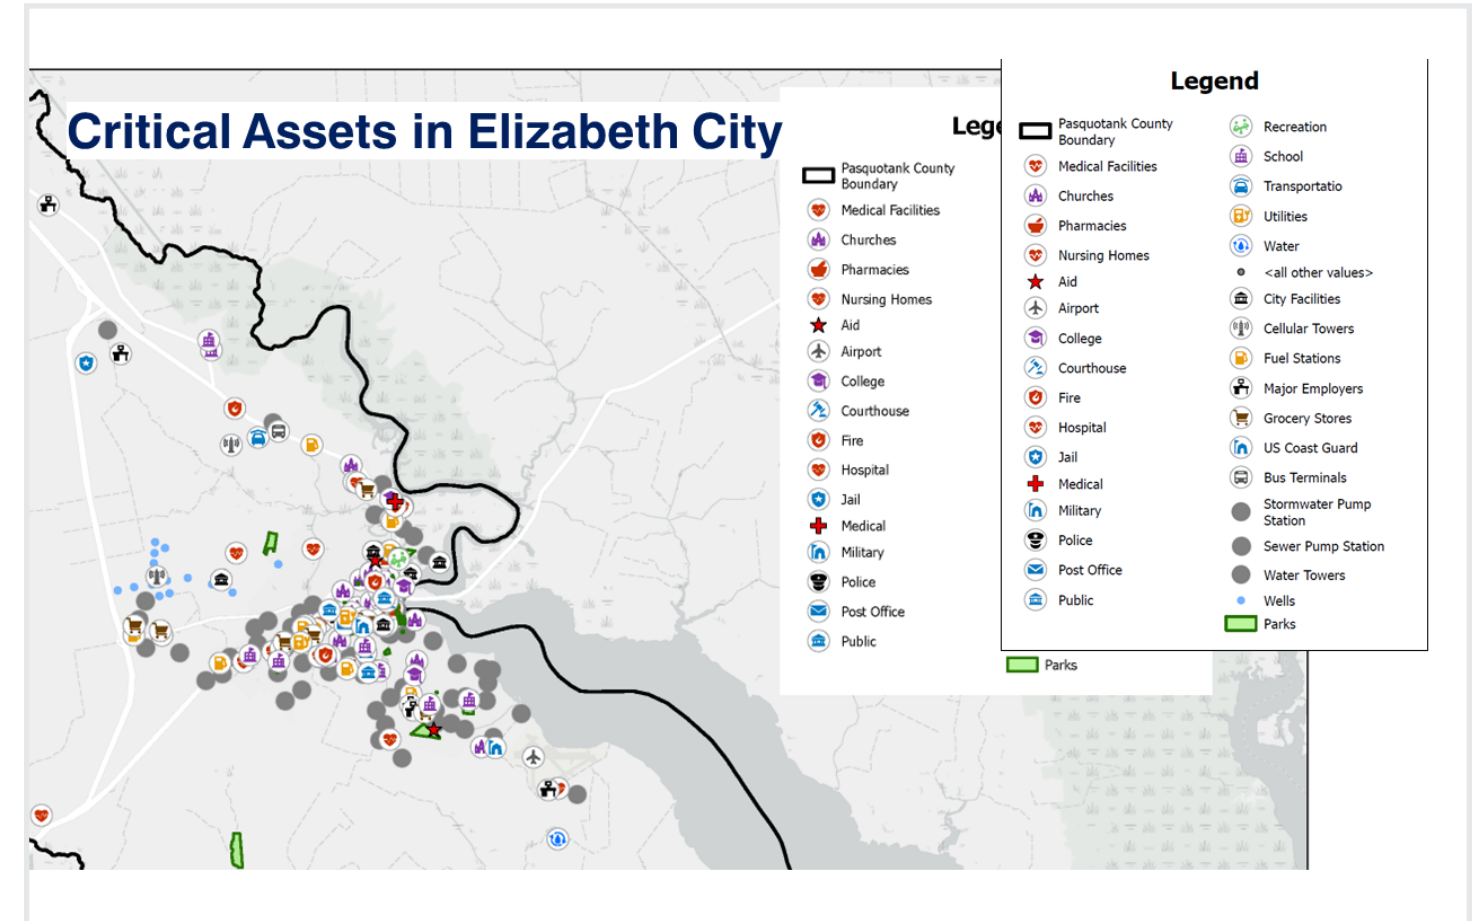 Critical Assets in Elizabeth City
Lege
Pasquotank County
Boundary
Medical Facilities
Churches
Pharmacies
Nursing Homes
Aid
Airport
College
Courthouse
Fire
Hospital
Jail
Medical
Military
Police
Post Office
Public
Parks
Legend
Pasquotank County
Boundary
Medical Facilities
Churches
Pharmacies
Nursing Homes
Aid
Airport
College
Courthouse
Fire
Hospital
Jail
Medical
Military
Police
Post Office
Public
Recreation
School
Transportatio
Utilities
Water
<all other values>
City Facilities
Cellular Towers
Fuel Stations
Major Employers
Grocery Stores
US Coast Guard
Bus Terminals
Stormwater Pump
Station
Sewer Pump Station
Water Towers
Wells
Parks